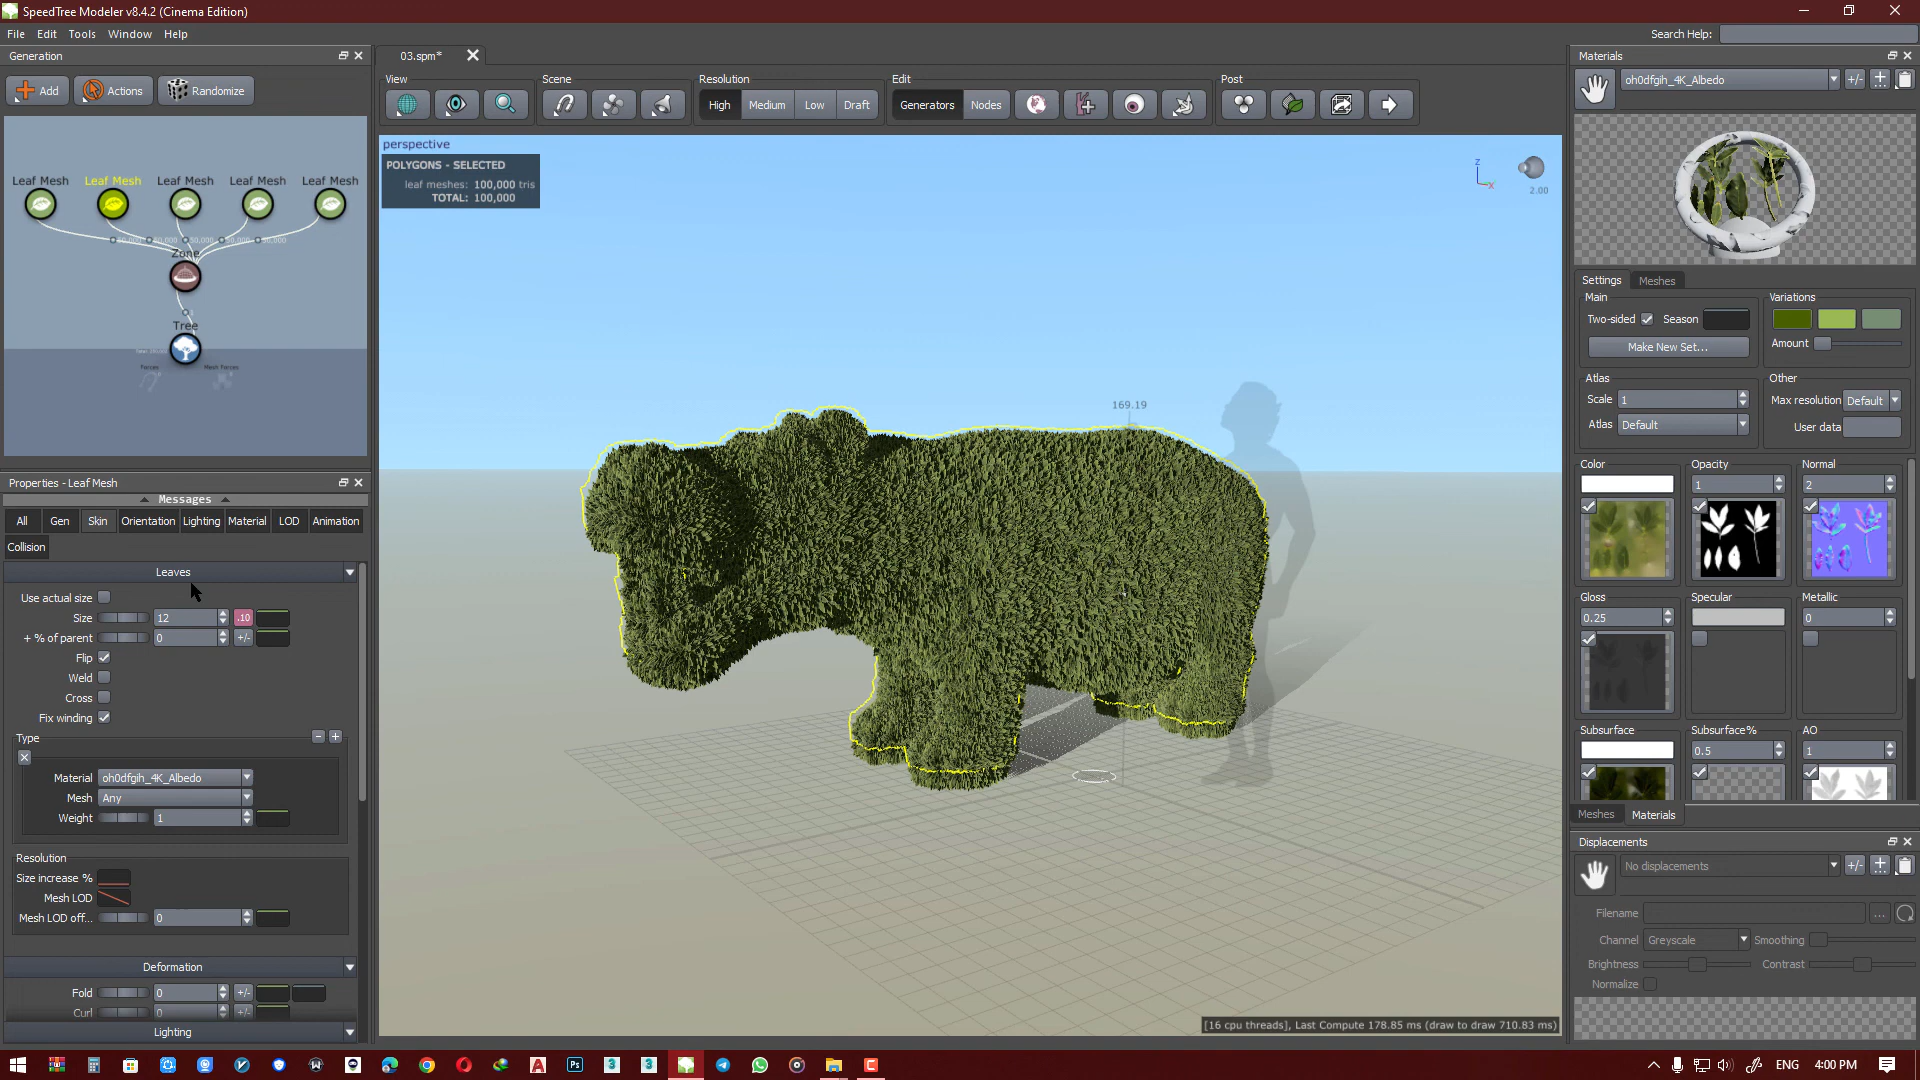 SpeedTree Modeler v8.4.2 (Cinema Edition)
File Edit Tools Window Help
Search Help:
Generation
Add Actions Randomize
Leaf Mesh Leaf Mesh Leaf Mesh Leaf Mesh Leaf Mesh
Zone
Tree
Forces Mesh Forces
Properties - Leaf Mesh
Messages
All Gen Skin Orientation Lighting Material LOD Animation
Collision
Leaves
Use actual size
Size 12 .10
+ % of parent 0 +/-
Flip
Weld
Cross
Fix winding
Type
Material oh0dfgih_4K_Albedo
Mesh Any
Weight 1
Resolution
Size increase %
Mesh LOD
Mesh LOD off... 0
Deformation
Fold 0 +/-
Curl 0 +/-
Lighting
03.spm*
View Scene Resolution Edit Post
High Medium Low Draft Generators Nodes
perspective
POLYGONS - SELECTED
leaf meshes: 100,000 tris
TOTAL: 100,000
z
x
2.00
169.19
[16 cpu threads], Last Compute 178.85 ms (draw to draw 710.83 ms)
Materials
oh0dfgih_4K_Albedo +/-
Settings Meshes
Main Variations
Two-sided Season
Make New Set... Amount
Atlas Other
Scale 1 Max resolution Default
Atlas Default User data
Color Opacity Normal
1 2
Gloss Specular Metallic
0.25 0
Subsurface Subsurface% AO
0.5 1
Meshes Materials
Displacements
No displacements +/-
Filename ...
Channel Greyscale Smoothing
Brightness Contrast
Normalize
ENG 4:00 PM